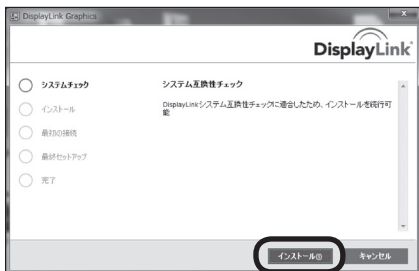 DisplayLink Graphics
DisplayLink
システムチェック
システム互換性チェック
DisplayLinkシステム互換性チェックに適合したため、インストールを続行可
能
インストール
最初の接続
最終セットアップ
完了
インストール(I)
キャンセル